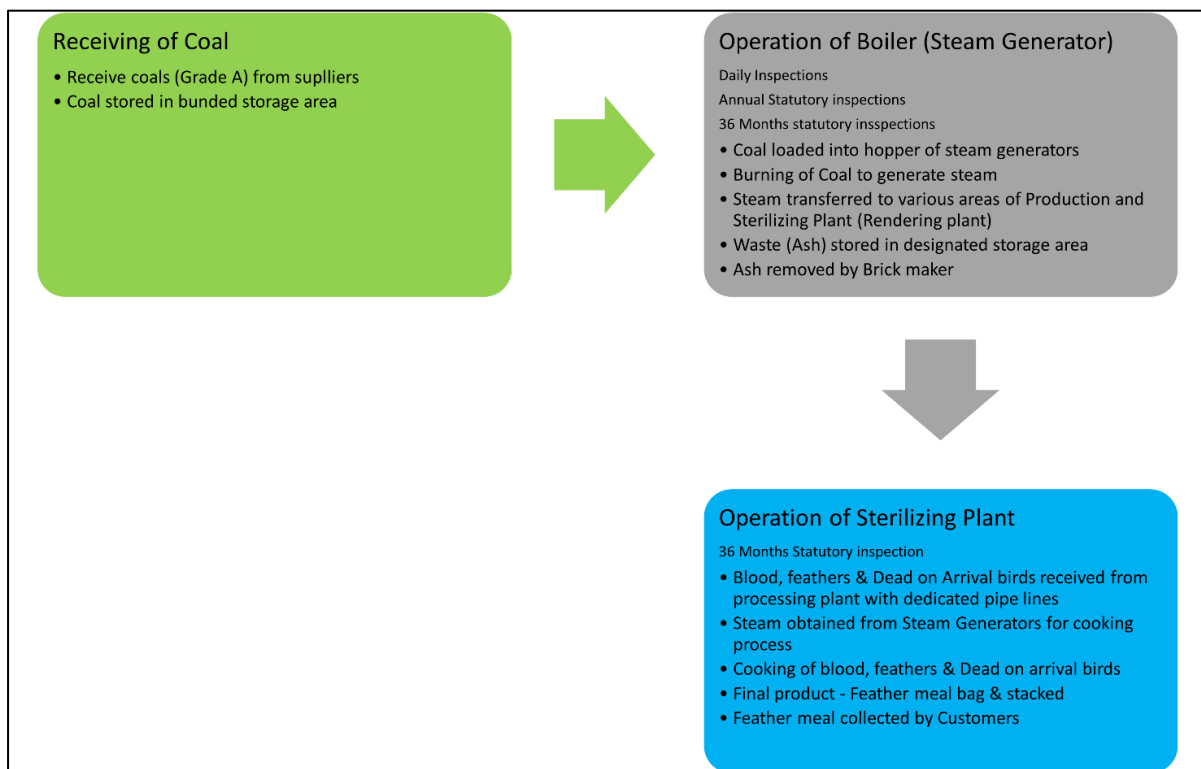 Receiving of Coal
• Receive coals (Grade A) from suplliers
• Coal stored in bunded storage area
Operation of Boiler (Steam Generator)
Daily Inspections
Annual Statutory inspections
36 Months statutory insspections
• Coal loaded into hopper of steam generators
• Burning of Coal to generate steam
• Steam transferred to various areas of Production and
Sterilizing Plant (Rendering plant)
• Waste (Ash) stored in designated storage area
• Ash removed by Brick maker
Operation of Sterilizing Plant
36 Months Statutory inspection
• Blood, feathers & Dead on Arrival birds received from
processing plant with dedicated pipe lines
• Steam obtained from Steam Generators for cooking
process
• Cooking of blood, feathers & Dead on arrival birds
• Final product - Feather meal bag & stacked
• Feather meal collected by Customers